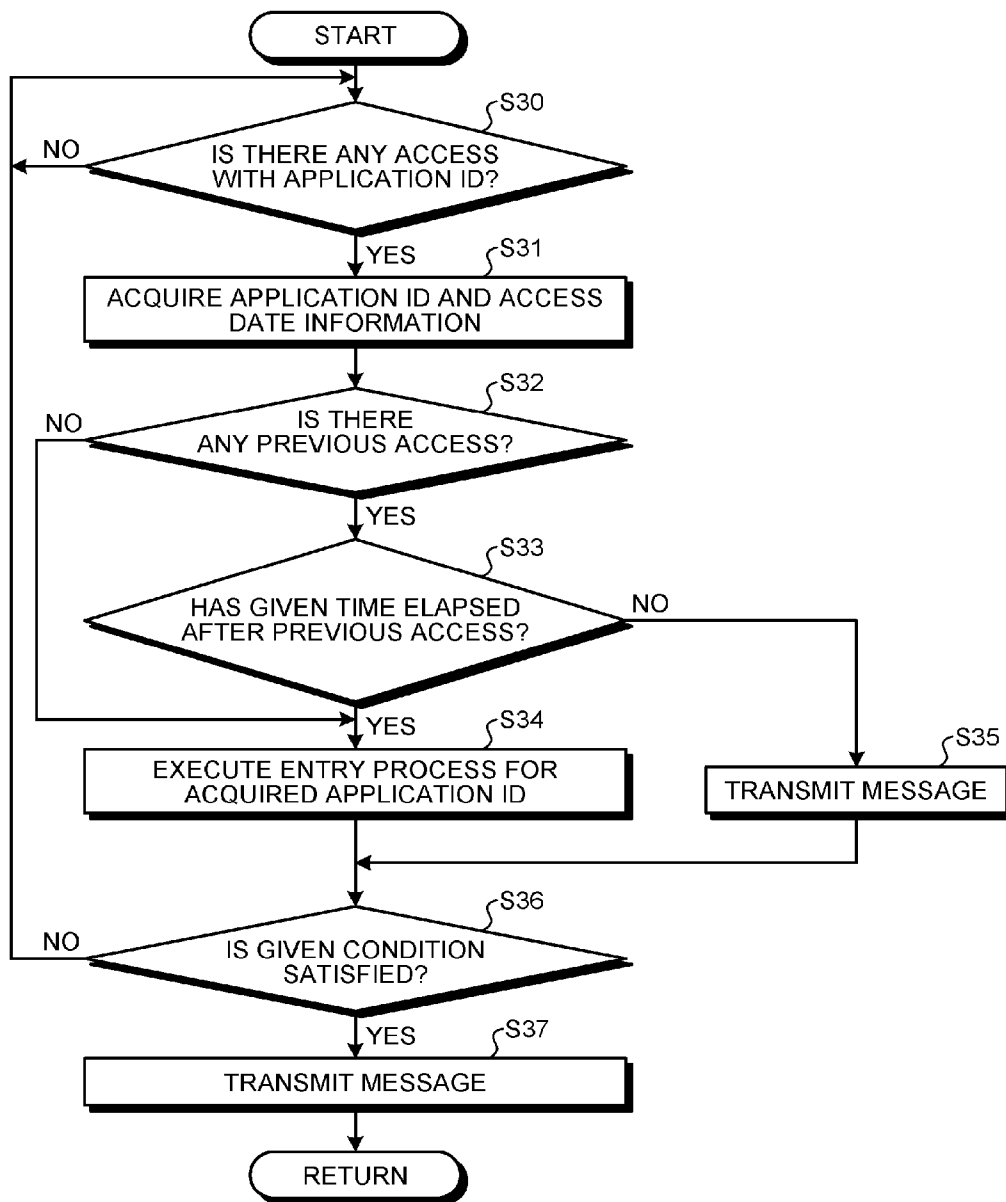 START
S30
NO
IS THERE ANY ACCESS
WITH APPLICATION ID?
YES
S31
ACQUIRE APPLICATION ID AND ACCESS
DATE INFORMATION
S32
NO
IS THERE
ANY PREVIOUS ACCESS?
YES
S33
HAS GIVEN TIME ELAPSED
AFTER PREVIOUS ACCESS?
NO
YES
S34
EXECUTE ENTRY PROCESS FOR
ACQUIRED APPLICATION ID
S35
TRANSMIT MESSAGE
S36
NO
IS GIVEN CONDITION
SATISFIED?
YES
S37
TRANSMIT MESSAGE
RETURN